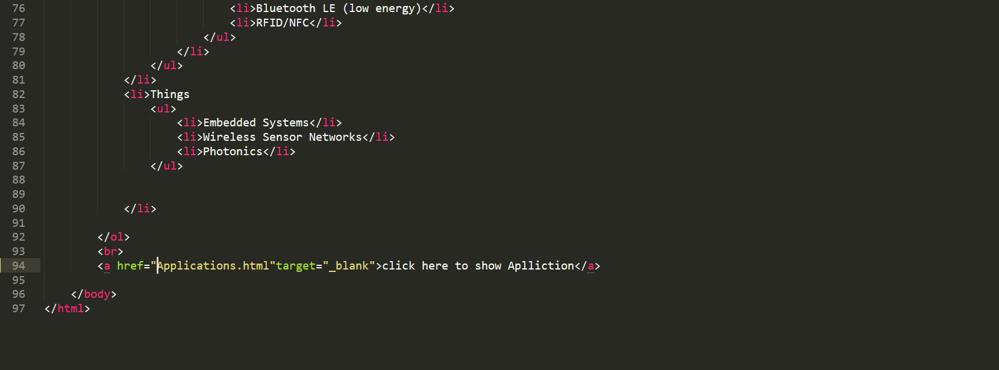 76 <li>Bluetooth LE (low energy)</li>
77 <li>RFID/NFC</li>
78 </ul>
79 </li>
80 </ul>
81 </li>
82 <li>Things
83 <ul>
84 <li>Embedded Systems</li>
85 <li>Wireless Sensor Networks</li>
86 <li>Photonics</li>
87 </ul>
88
89
90 </li>
91
92 </ol>
93 <br>
94 <a href="Applications.html"target="_blank">click here to show Aplliction</a>
95
96 </body>
97 </html>